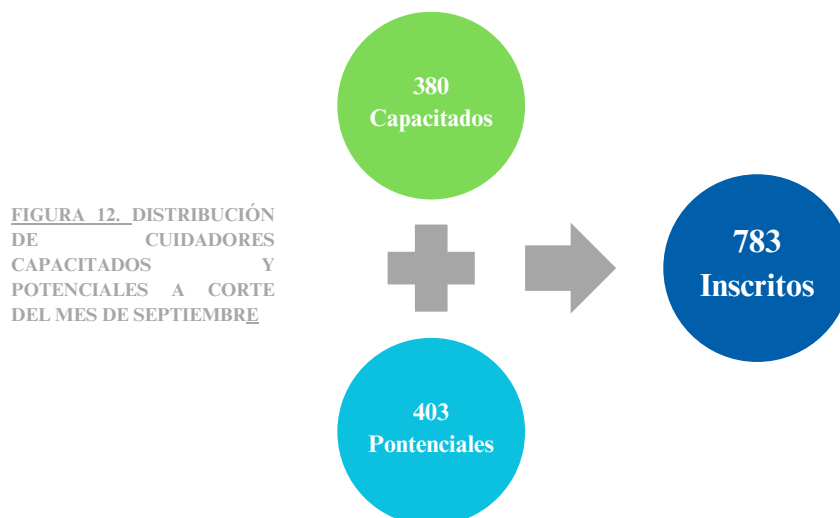 380
Capacitados
FIGURA 12. DISTRIBUCIÓN
DE CUIDADORES
CAPACITADOS Y
POTENCIALES A CORTE
DEL MES DE SEPTIEMBRE
783
Inscritos
403
Pontenciales